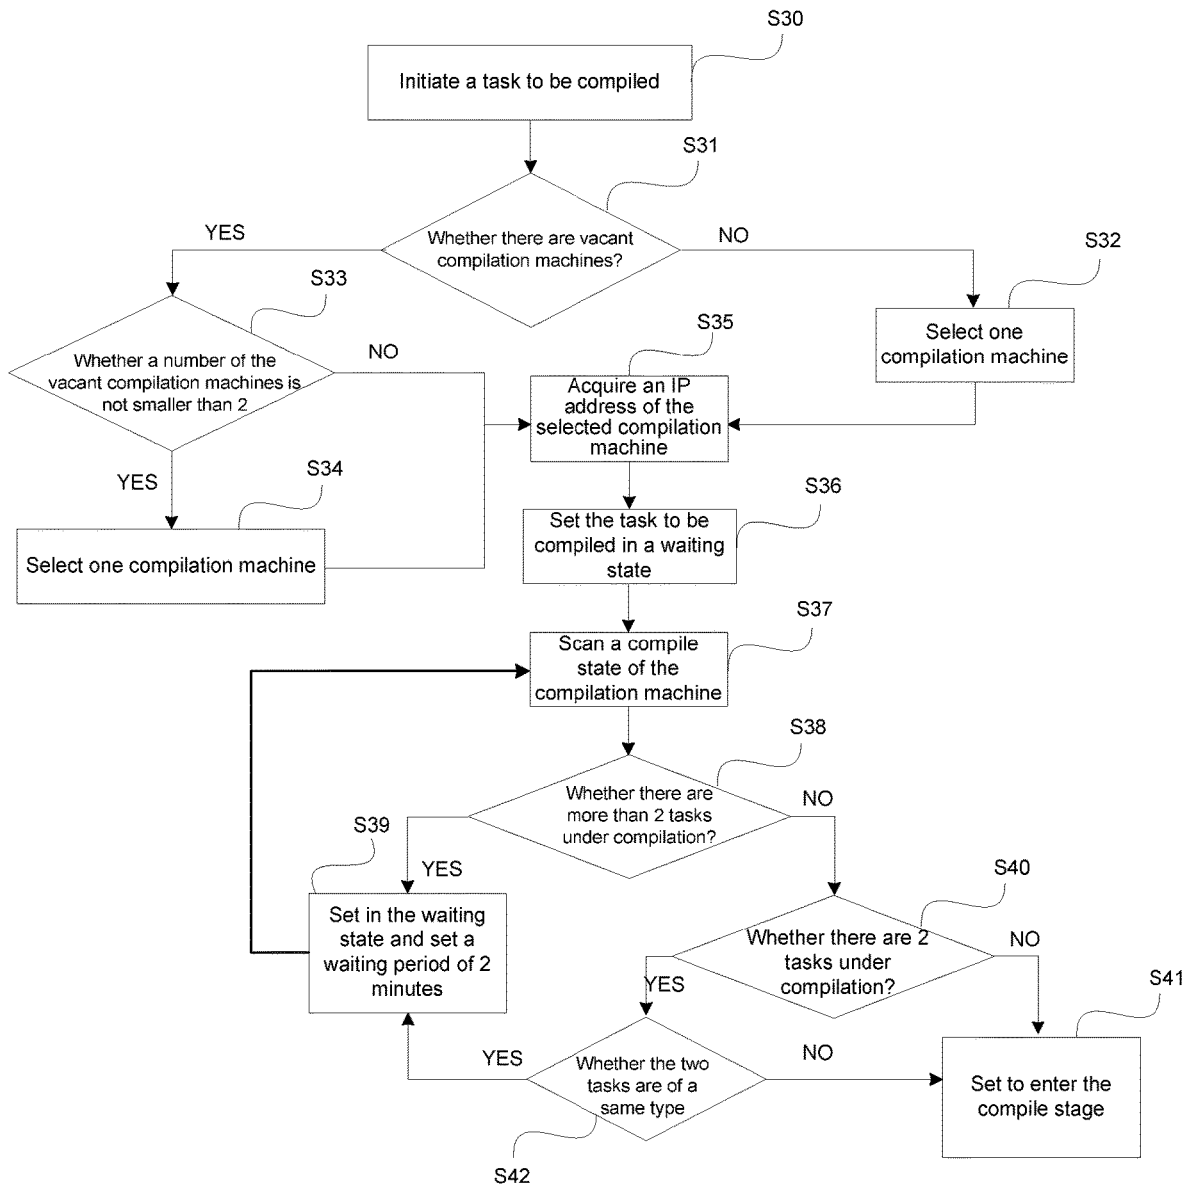 S30
Initiate a task to be compiled
S31
Whether there are vacant
compilation machines?
YES
NO
S32
Select one
compilation machine
S33
Whether a number of the
vacant compilation machines is
not smaller than 2
NO
YES
S34
Select one compilation machine
S35
Acquire an IP
address of the
selected compilation
machine
S36
Set the task to be
compiled in a waiting
state
S37
Scan a compile
state of the
compilation machine
S38
Whether there are
more than 2 tasks
under compilation?
NO
YES
S39
Set in the waiting
state and set a
waiting period of 2
minutes
S40
Whether there are 2
tasks under
compilation?
NO
YES
S41
Set to enter the
compile stage
YES
Whether the two
tasks are of a
same type
NO
S42